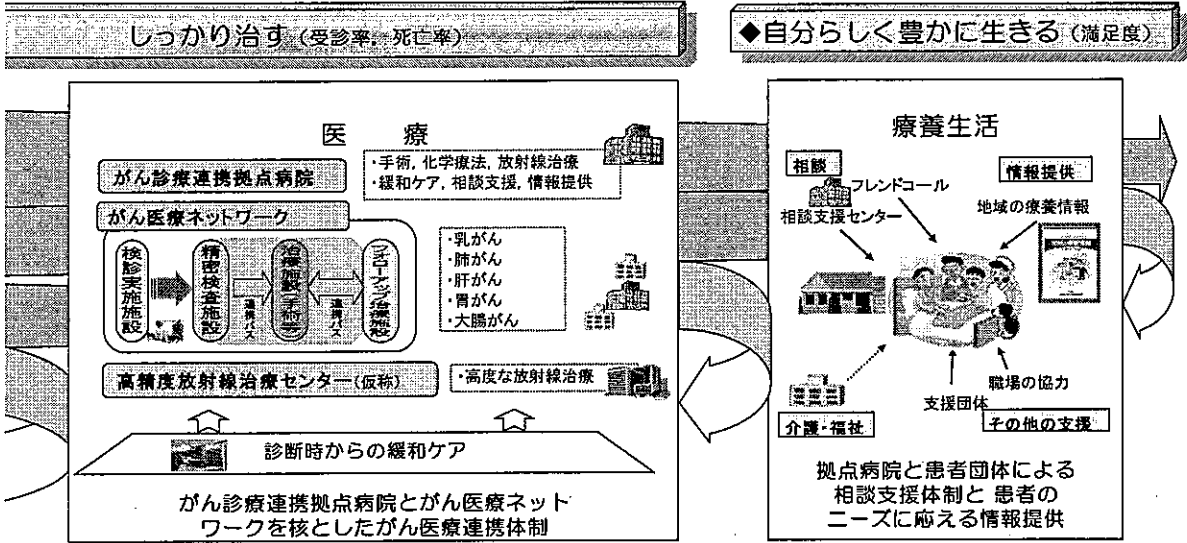 しっかり治す(受診率, 死亡率)
◆自分らしく豊かに生きる(満足度)
医 療
がん診療連携拠点病院
・手術, 化学療法, 放射線治療
・緩和ケア, 相談支援, 情報提供
がん医療ネットワーク
検診実施施設
精密検査施設
連携パス
治療施設(手術等)
連携パス
フォローアップ治療施設
・乳がん
・肺がん
・肝がん
・胃がん
・大腸がん
高精度放射線治療センター(仮称)
・高度な放射線治療
診断時からの緩和ケア
がん診療連携拠点病院とがん医療ネット
ワークを核としたがん医療連携体制
療養生活
相談
フレンドコール
相談支援センター
情報提供
地域の療養情報
職場の協力
支援団体
介護・福祉
その他の支援
拠点病院と患者団体による
相談支援体制と 患者の
ニーズに応える情報提供